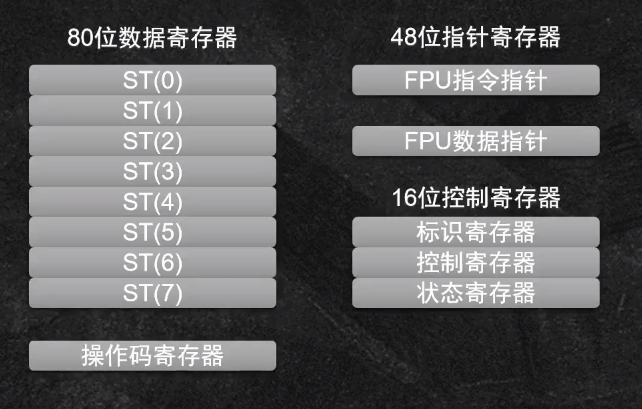 80位数据寄存器
ST(0)
ST(1)
ST(2)
ST(3)
ST(4)
ST(5)
ST(6)
ST(7)
操作码寄存器
48位指针寄存器
FPU指令指针
FPU数据指针
16位控制寄存器
标识寄存器
控制寄存器
状态寄存器